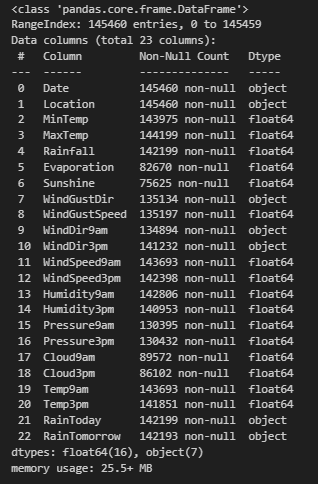 <class 'pandas.core.frame.DataFrame'>
RangeIndex: 145460 entries, 0 to 145459
Data columns (total 23 columns):
 #   Column         Non-Null Count   Dtype
---  ------         --------------   -----
 0   Date           145460 non-null  object
 1   Location       145460 non-null  object
 2   MinTemp        143975 non-null  float64
 3   MaxTemp        144199 non-null  float64
 4   Rainfall       142199 non-null  float64
 5   Evaporation    82670 non-null   float64
 6   Sunshine       75625 non-null   float64
 7   WindGustDir    135134 non-null  object
 8   WindGustSpeed  135197 non-null  float64
 9   WindDir9am     134894 non-null  object
 10  WindDir3pm     141232 non-null  object
 11  WindSpeed9am   143693 non-null  float64
 12  WindSpeed3pm   142398 non-null  float64
 13  Humidity9am    142806 non-null  float64
 14  Humidity3pm    140953 non-null  float64
 15  Pressure9am    130395 non-null  float64
 16  Pressure3pm    130432 non-null  float64
 17  Cloud9am       89572 non-null   float64
 18  Cloud3pm       86102 non-null   float64
 19  Temp9am        143693 non-null  float64
 20  Temp3pm        141851 non-null  float64
 21  RainToday      142199 non-null  object
 22  RainTomorrow   142193 non-null  object
dtypes: float64(16), object(7)
memory usage: 25.5+ MB